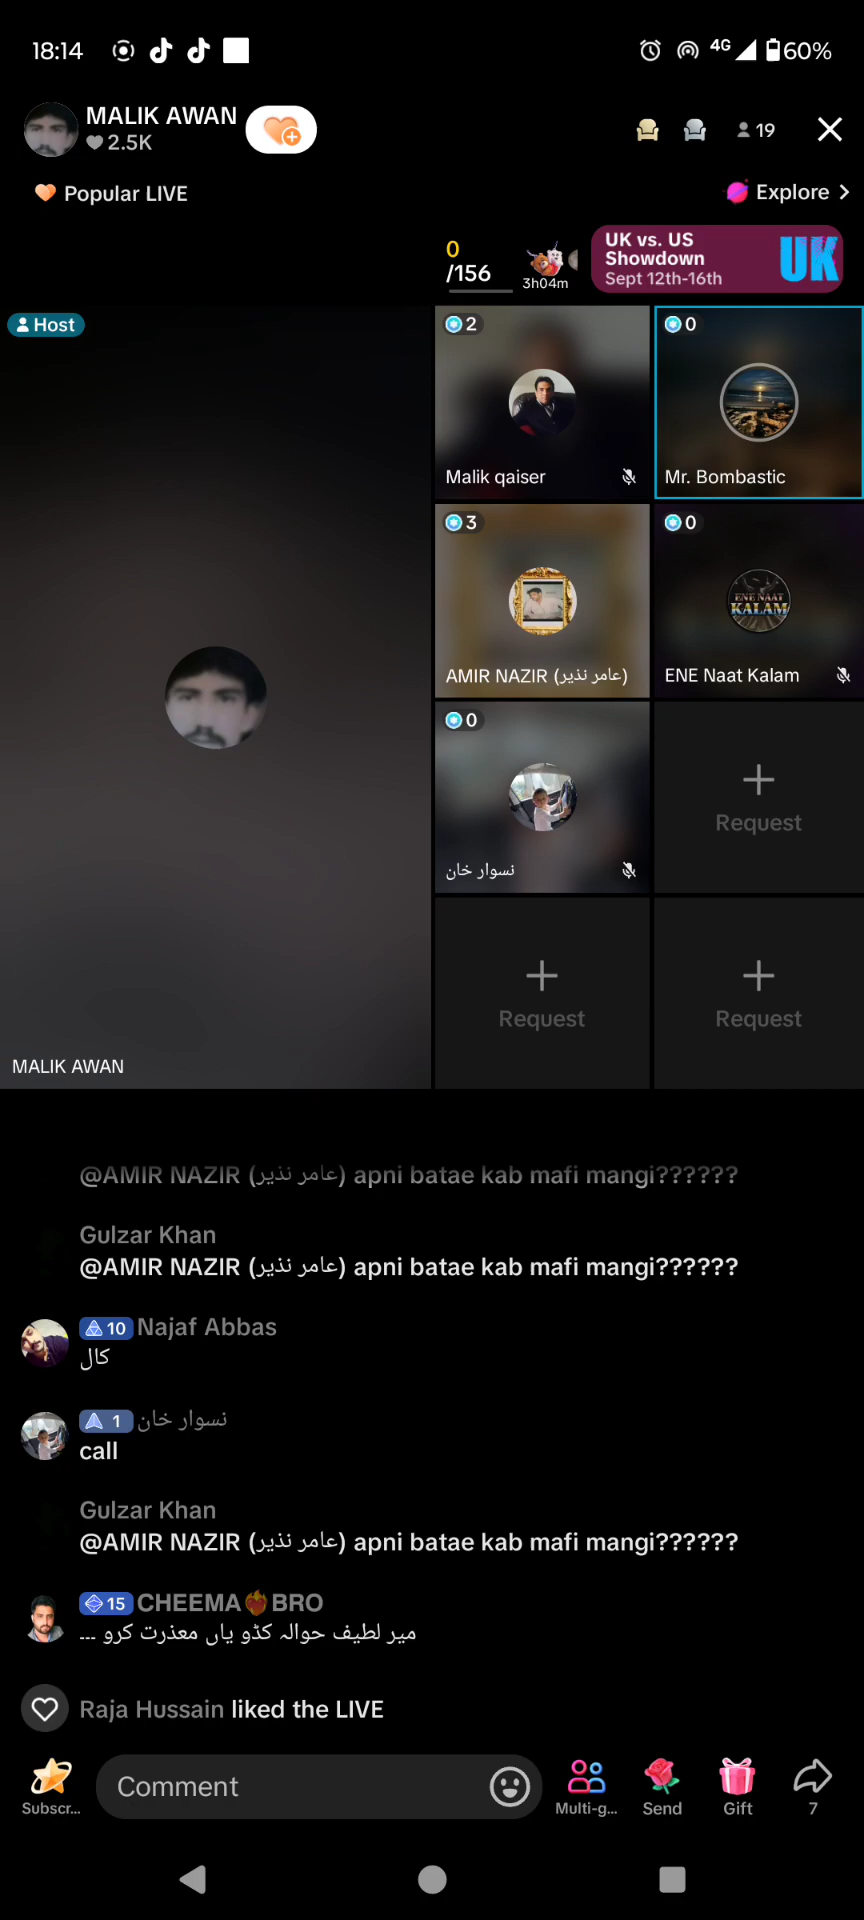 18:14
4G
60%
MALIK AWAN
2.5K
19
Popular LIVE
Explore
0
/156
3h04m
UK vs. US
Showdown
Sept 12th-16th
UK
Host
2
Malik qaiser
0
Mr. Bombastic
3
AMIR NAZIR (عامر نذیر)
0
ENE NAAT
KALAM
ENE Naat Kalam
0
نسوار خان
Request
Request
Request
MALIK AWAN
@AMIR NAZIR (عامر نذیر) apni batae kab mafi mangi??????
Gulzar Khan
@AMIR NAZIR (عامر نذیر) apni batae kab mafi mangi??????
10 Najaf Abbas
کال
1 نسوار خان
call
Gulzar Khan
@AMIR NAZIR (عامر نذیر) apni batae kab mafi mangi??????
15 CHEEMA❤️‍🔥BRO
میر لطیف حوالہ کڈو یاں معذرت کرو ...
Raja Hussain liked the LIVE
Subscr...
Comment
Multi-g...
Send
Gift
7